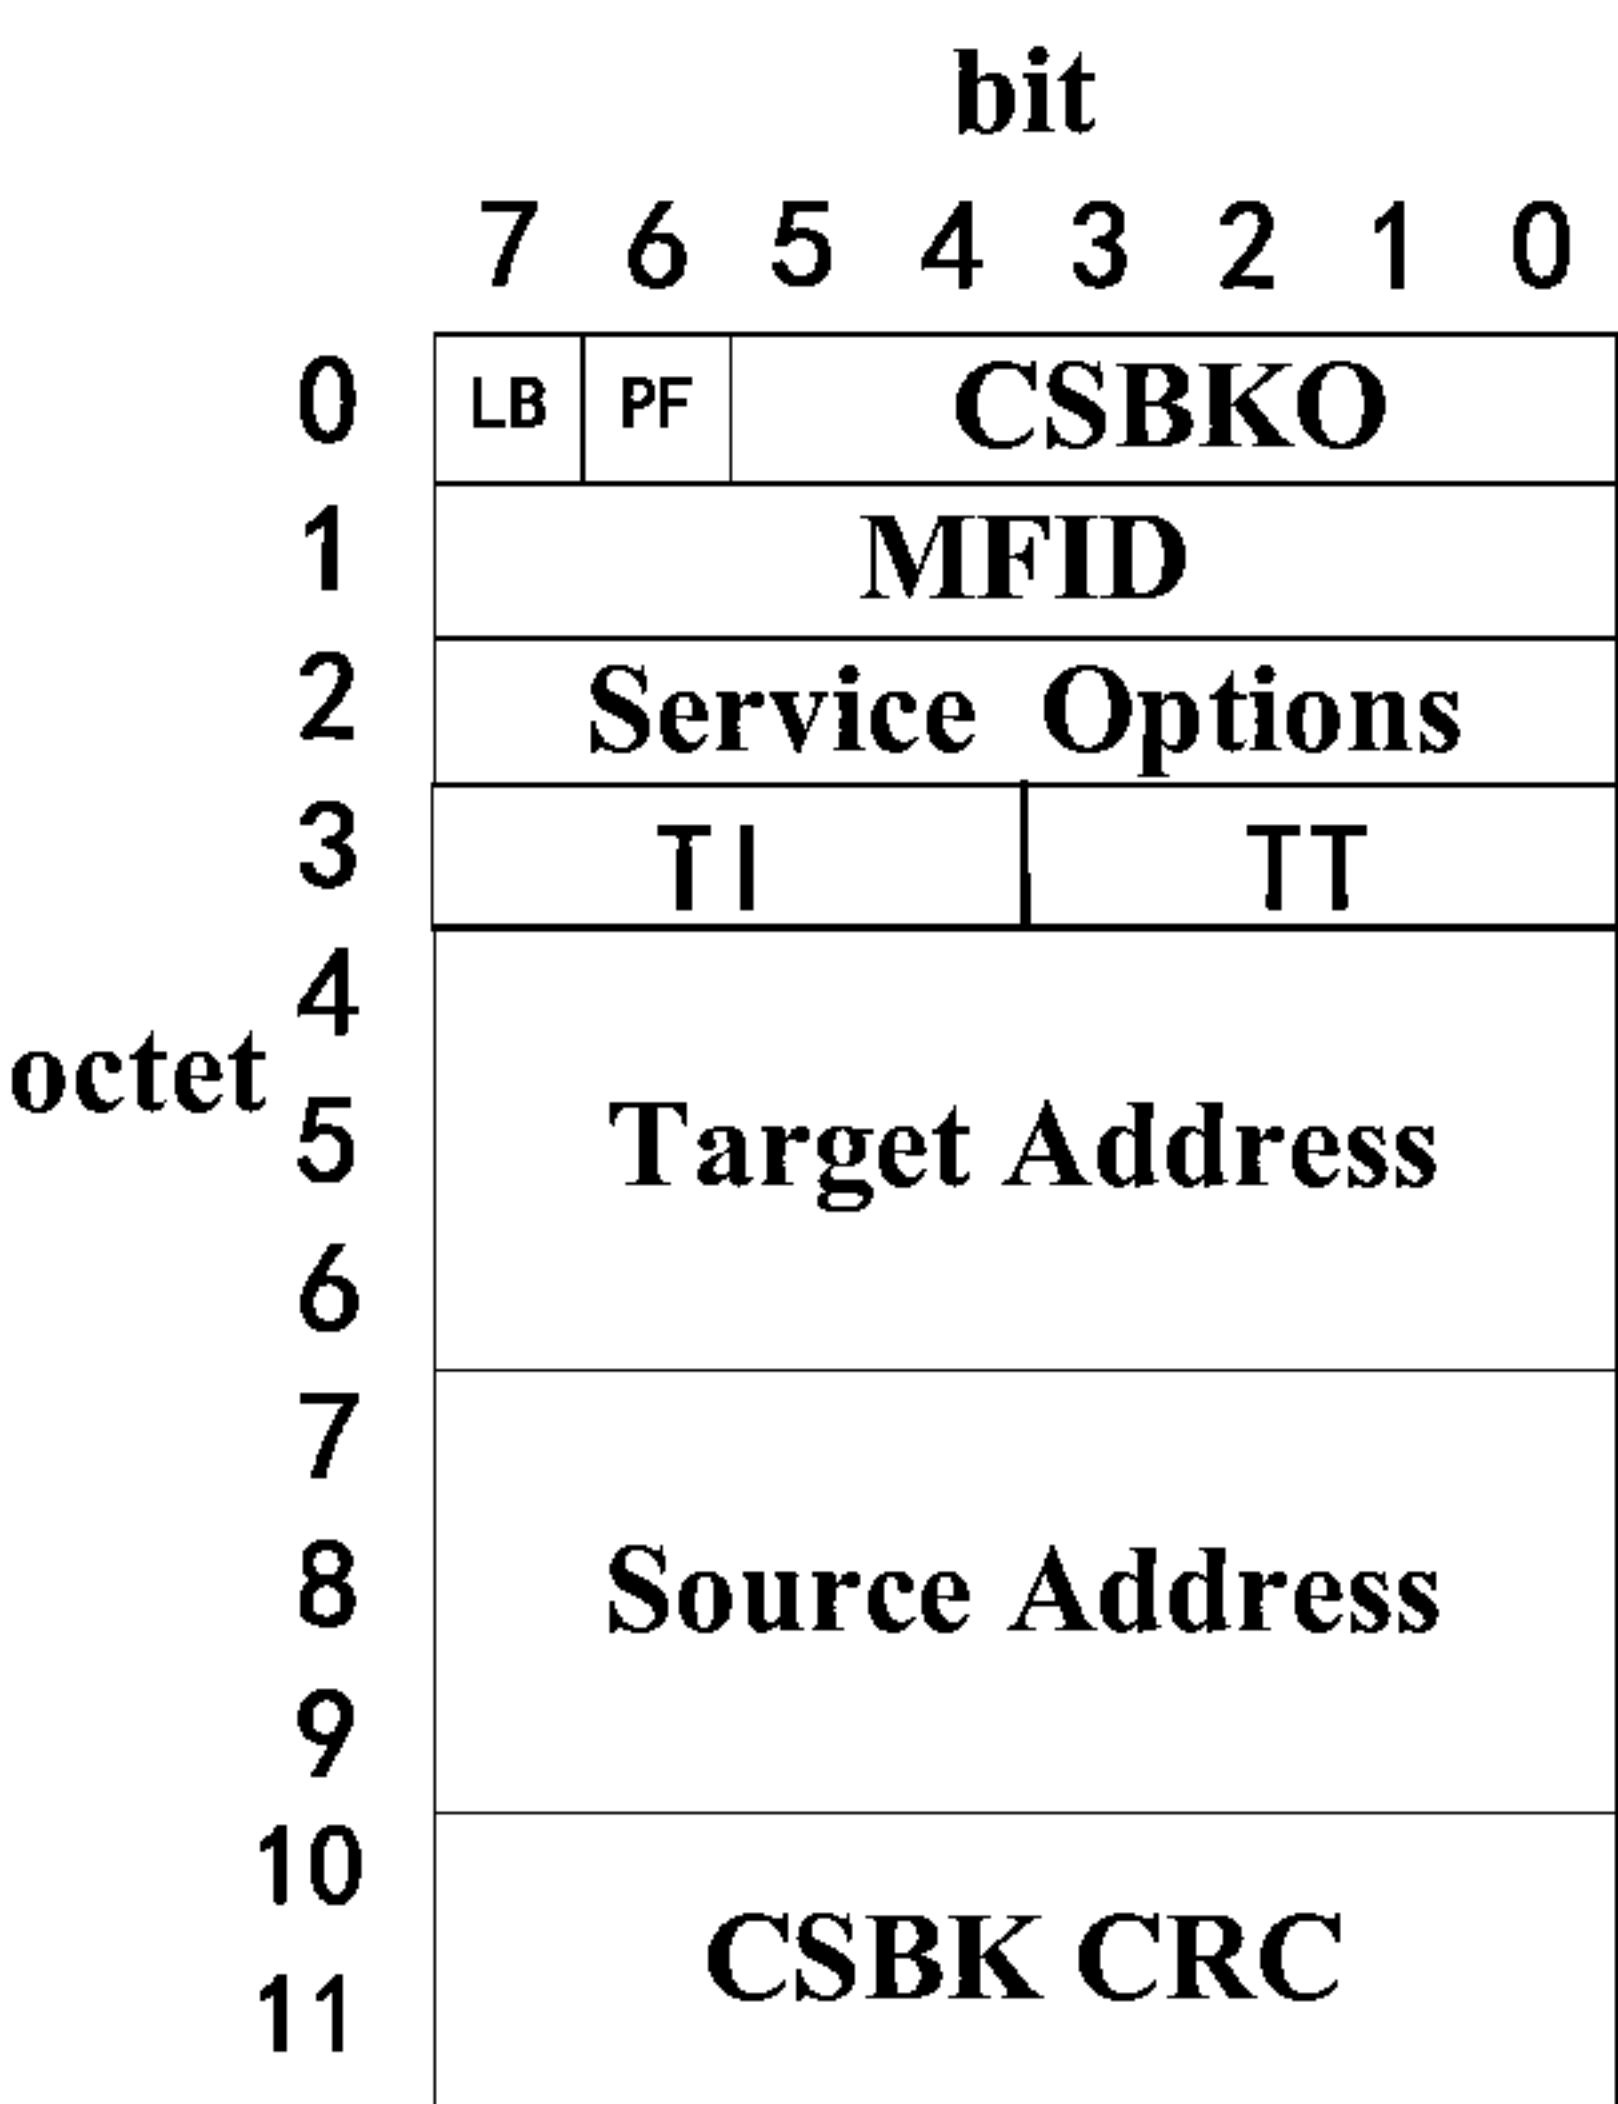 bit
7 6 5 4 3 2 1 0
0 LB PF CSBKO
1 MFID
2 Service Options
3 TI TT
4
octet
5 Target Address
6
7
8 Source Address
9
10
CSBK CRC
11